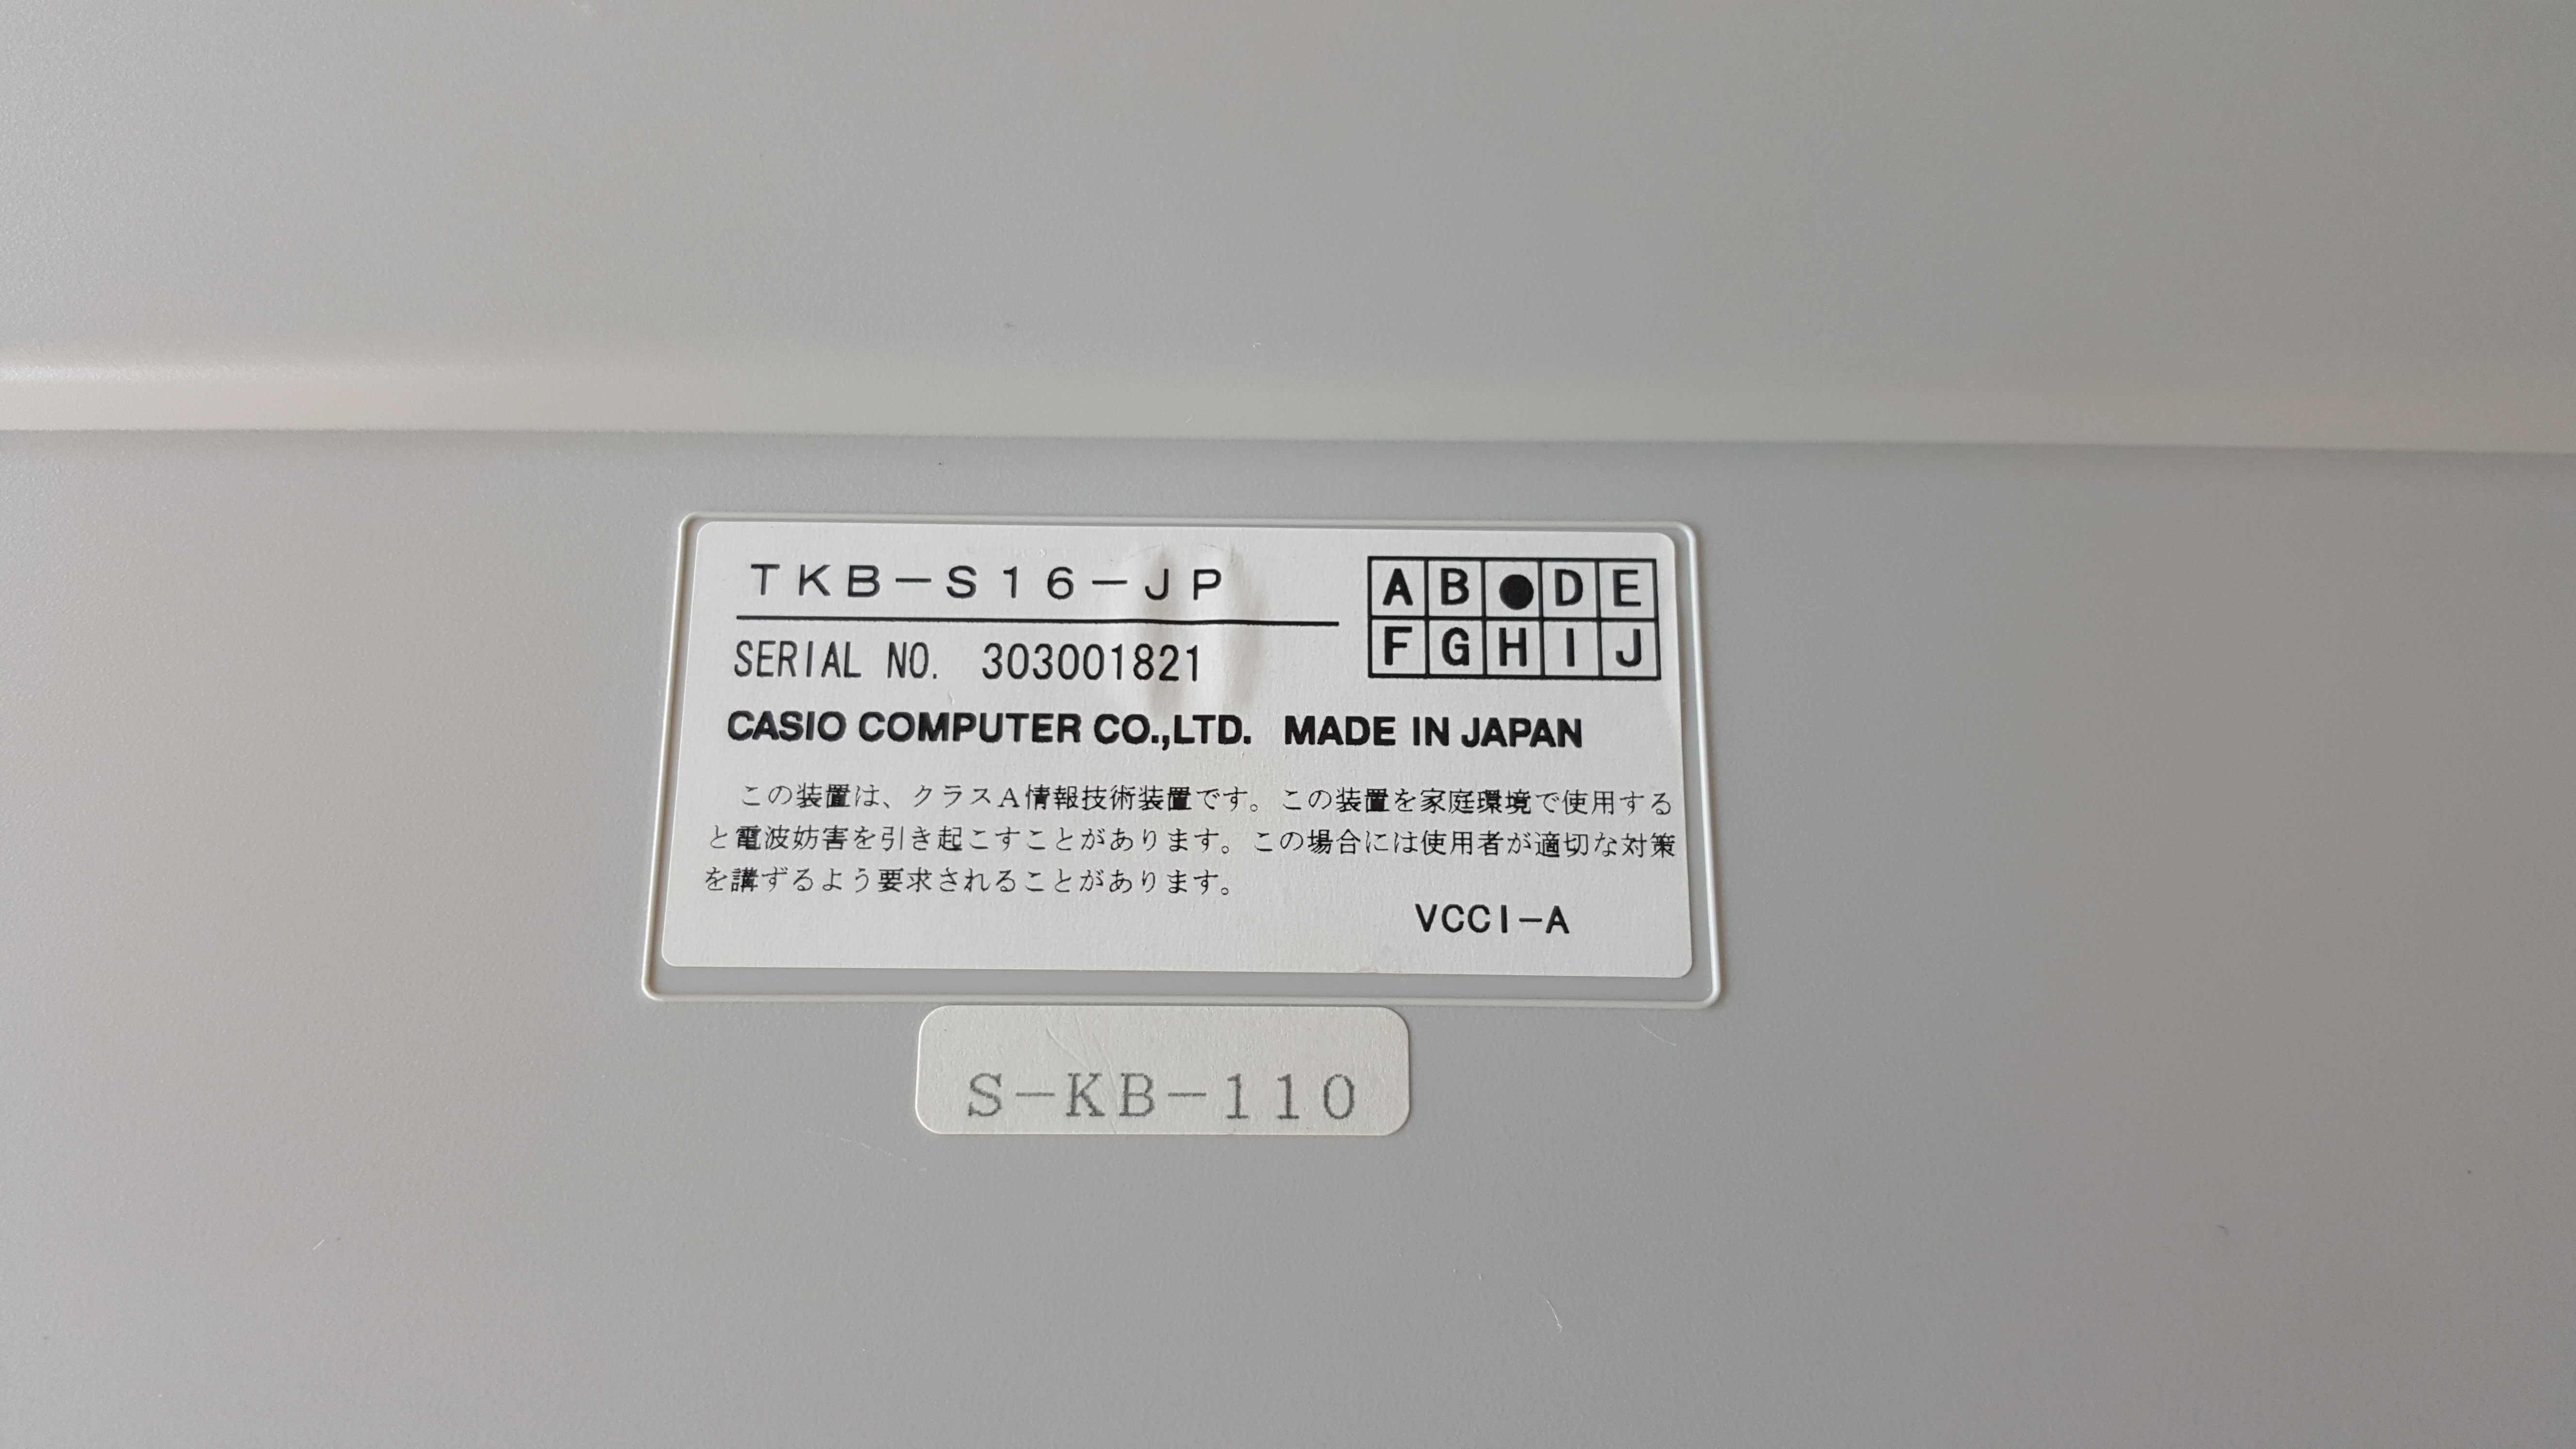 TKB-S16-JP
A B ● D E
F G H I J
SERIAL NO. 303001821
CASIO COMPUTER CO.,LTD. MADE IN JAPAN
この装置は、クラスA情報技術装置です。この装置を家庭環境で使用する
と電波妨害を引き起こすことがあります。この場合には使用者が適切な対策
を講ずるよう要求されることがあります。
VCCI-A
S-KB-110